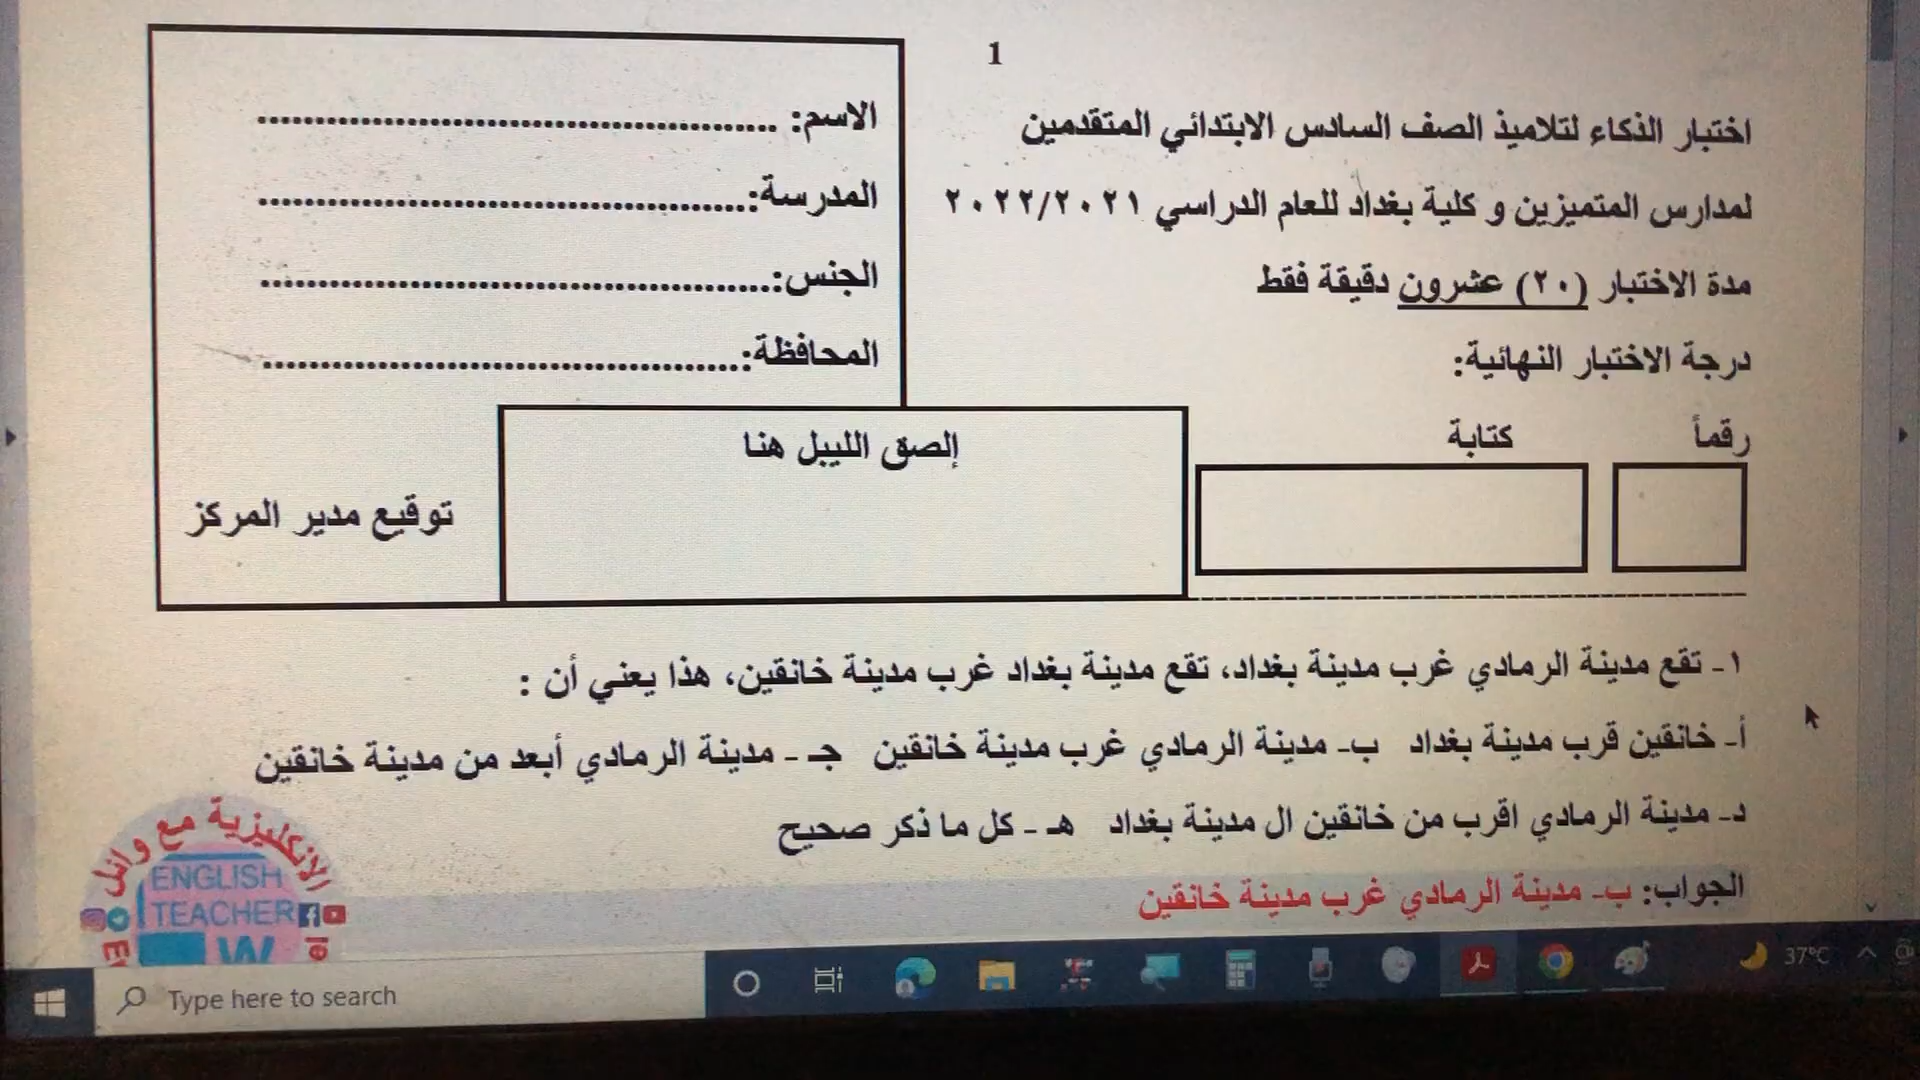 1
اختبار الذكاء لتلاميذ الصف السادس الابتدائي المتقدمين
لمدارس المتميزين و كلية بغداد للعام الدراسي ٢٠٢٢/٢٠٢١
مدة الاختبار (٢٠) عشرون دقيقة فقط
درجة الاختبار النهائية:
رقماً
كتابة
الاسم: ............................................
المدرسة:..........................................
الجنس:...........................................
المحافظة:.........................................
إلصق الليبل هنا
توقيع مدير المركز
١- تقع مدينة الرمادي غرب مدينة بغداد، تقع مدينة بغداد غرب مدينة خانقين، هذا يعني أن :
أ- خانقين قرب مدينة بغداد ب- مدينة الرمادي غرب مدينة خانقين جـ - مدينة الرمادي أبعد من مدينة خانقين
د- مدينة الرمادي اقرب من خانقين ال مدينة بغداد هـ - كل ما ذكر صحيح
الجواب: ب- مدينة الرمادي غرب مدينة خانقين
الانكليزية مع وائل
ENGLISH
TEACHER
W
Type here to search
37°C